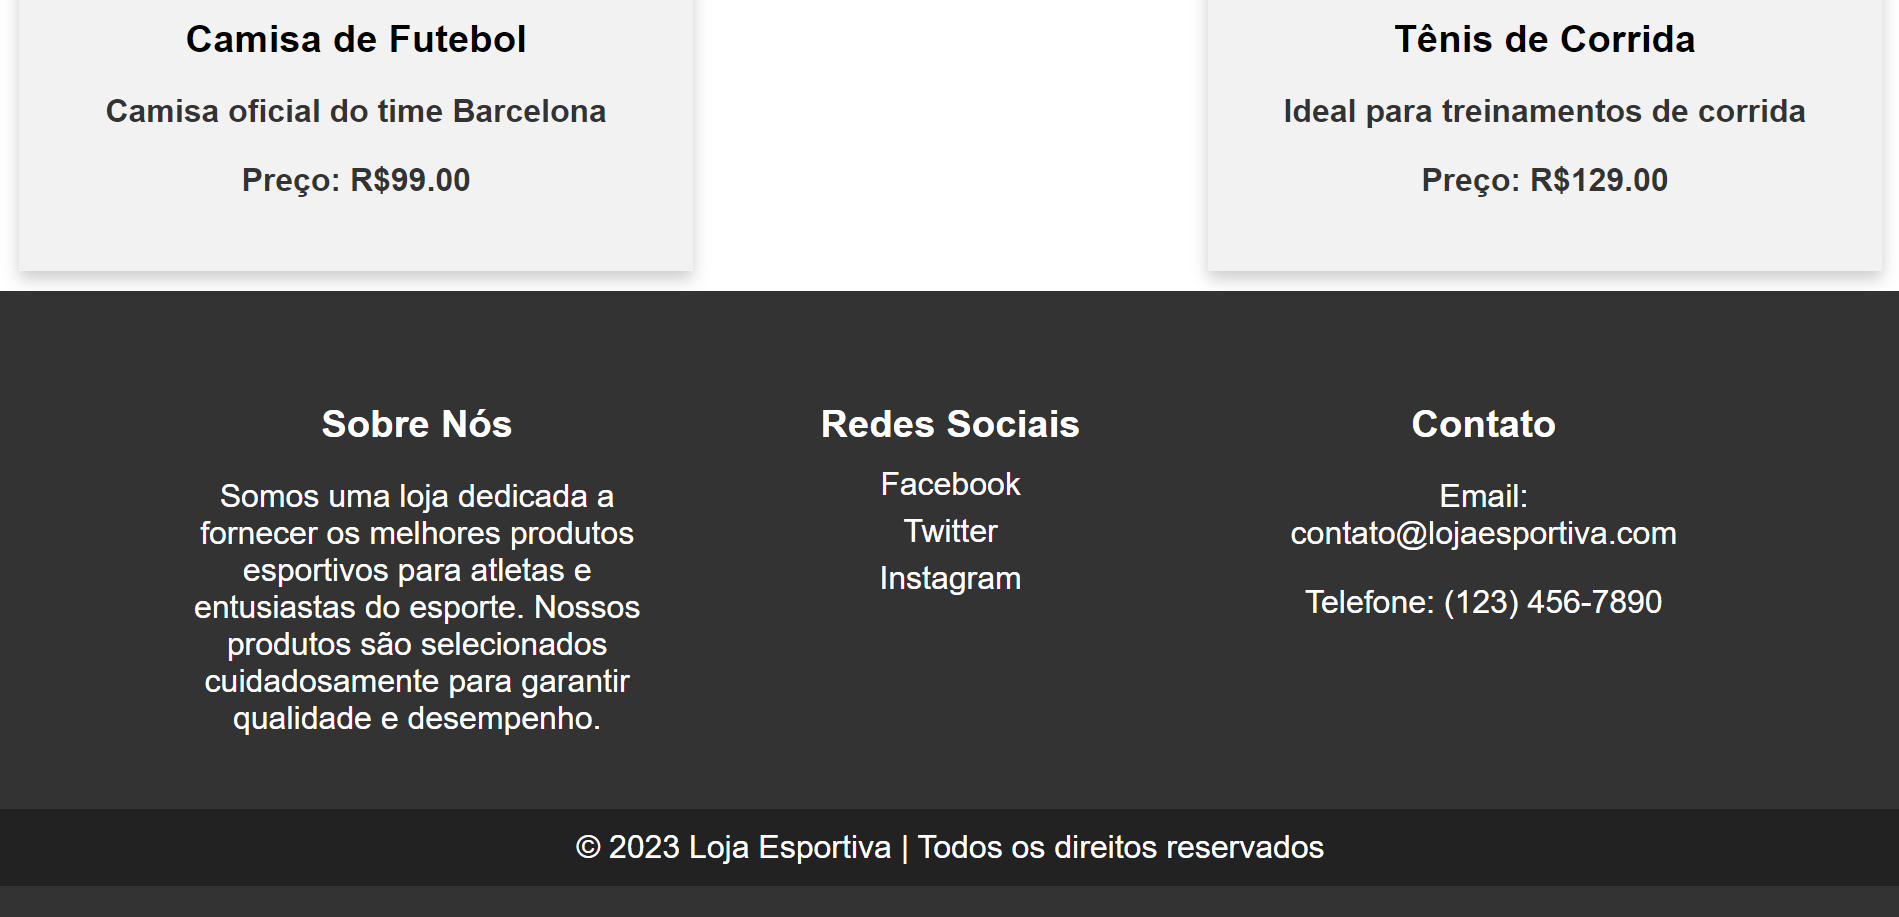 Camisa de Futebol
Camisa oficial do time Barcelona
Preço: R$99.00
Tênis de Corrida
Ideal para treinamentos de corrida
Preço: R$129.00
Sobre Nós
Somos uma loja dedicada a
fornecer os melhores produtos
esportivos para atletas e
entusiastas do esporte. Nossos
produtos são selecionados
cuidadosamente para garantir
qualidade e desempenho.
Redes Sociais
Facebook
Twitter
Instagram
Contato
Email:
contato@lojaesportiva.com
Telefone: (123) 456-7890
© 2023 Loja Esportiva | Todos os direitos reservados